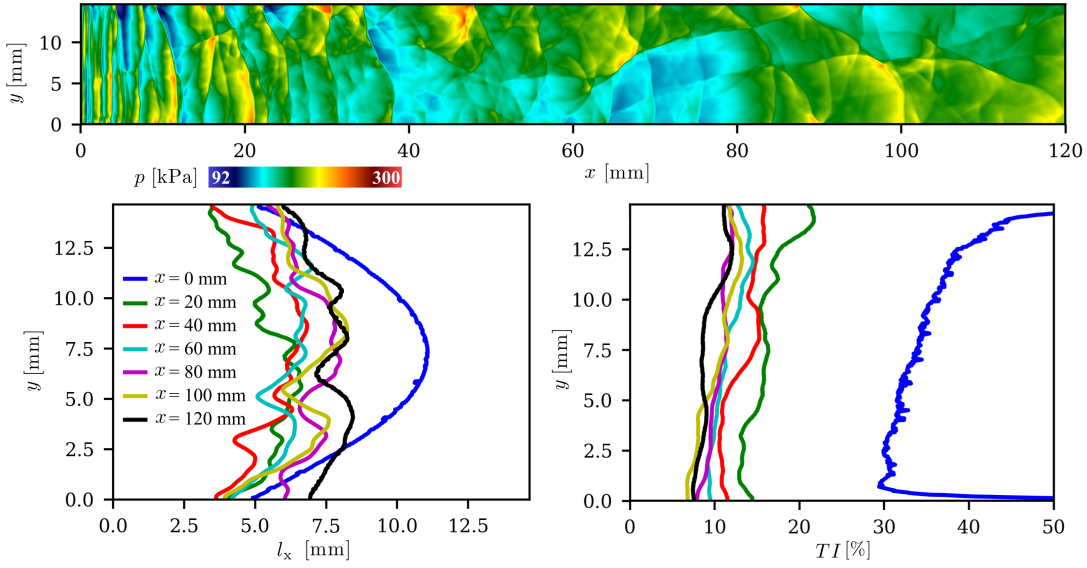 10
5
0
y [mm]
0
20
40
60
80
100
120
p [kPa]
92
300
x [mm]
12.5
10.0
7.5
5.0
2.5
0.0
y [mm]
x = 0 mm
x = 20 mm
x = 40 mm
x = 60 mm
x = 80 mm
x = 100 mm
x = 120 mm
0.0
2.5
5.0
7.5
10.0
12.5
lx [mm]
12.5
10.0
7.5
5.0
2.5
0.0
y [mm]
0
10
20
30
40
50
TI [%]